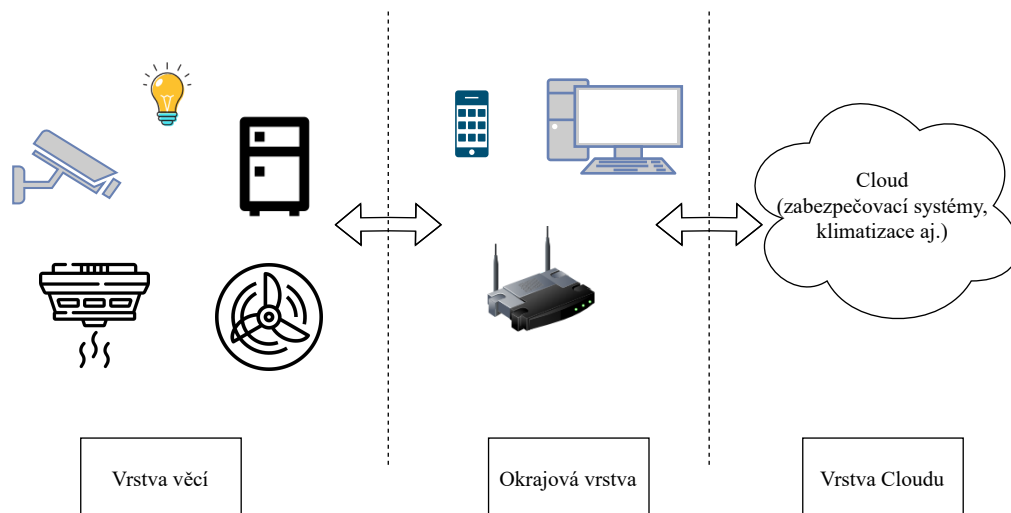 Cloud
(zabezpečovací systémy,
klimatizace aj.)
Vrstva věcí
Okrajová vrstva
Vrstva Cloudu